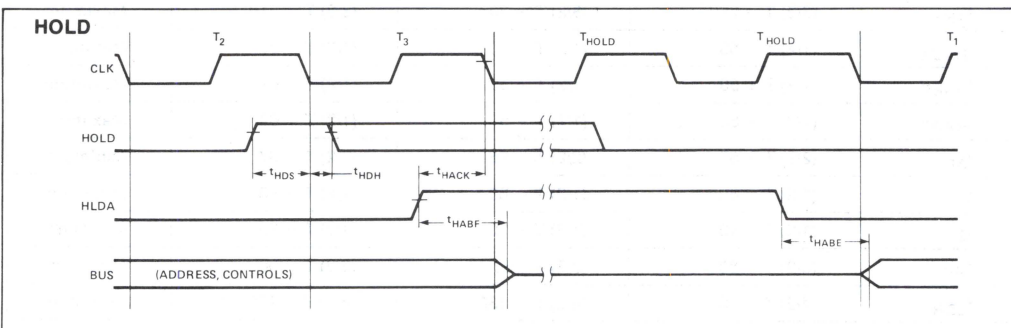 HOLD
T2 T3 THOLD THOLD T1
CLK
HOLD
tHDS tHDH tHACK
HLDA
tHABF
tHABE
BUS (ADDRESS, CONTROLS)